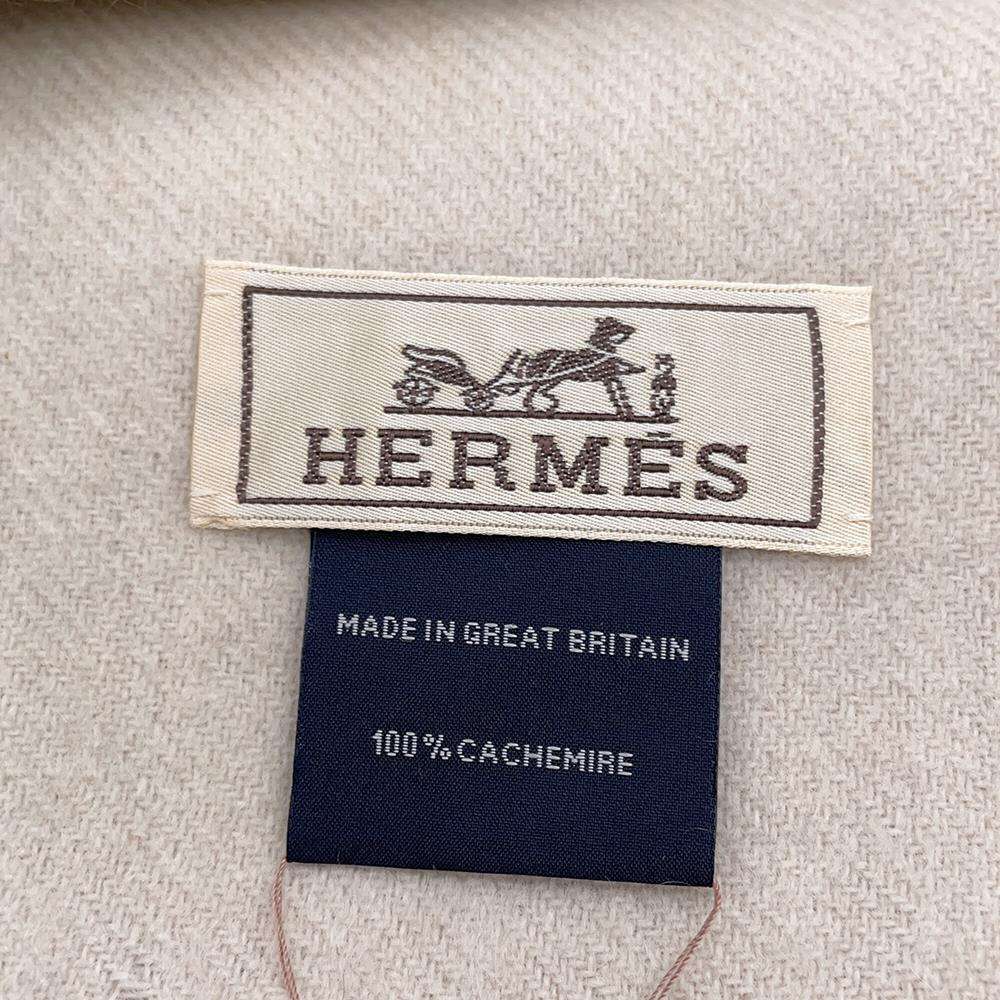 HERMÈS
MADE IN GREAT BRITAIN
100% CACHEMIRE